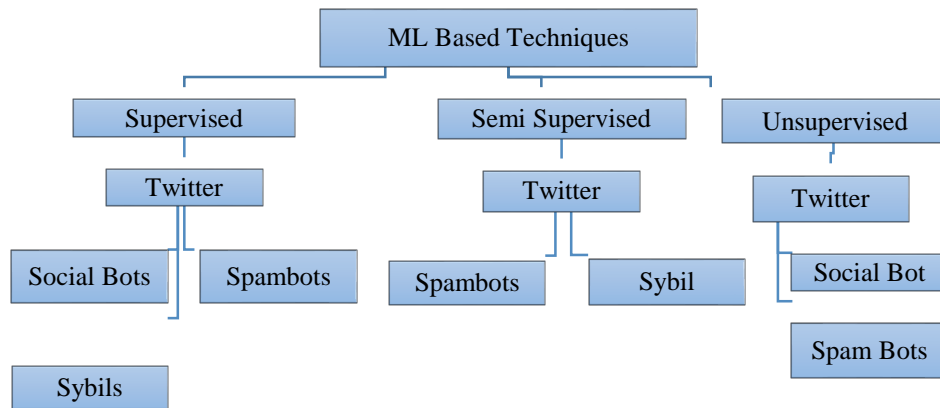 ML Based Techniques
Supervised
Semi Supervised
Unsupervised
Twitter
Twitter
Twitter
Social Bots
Spambots
Spambots
Sybil
Social Bot
Spam Bots
Sybils